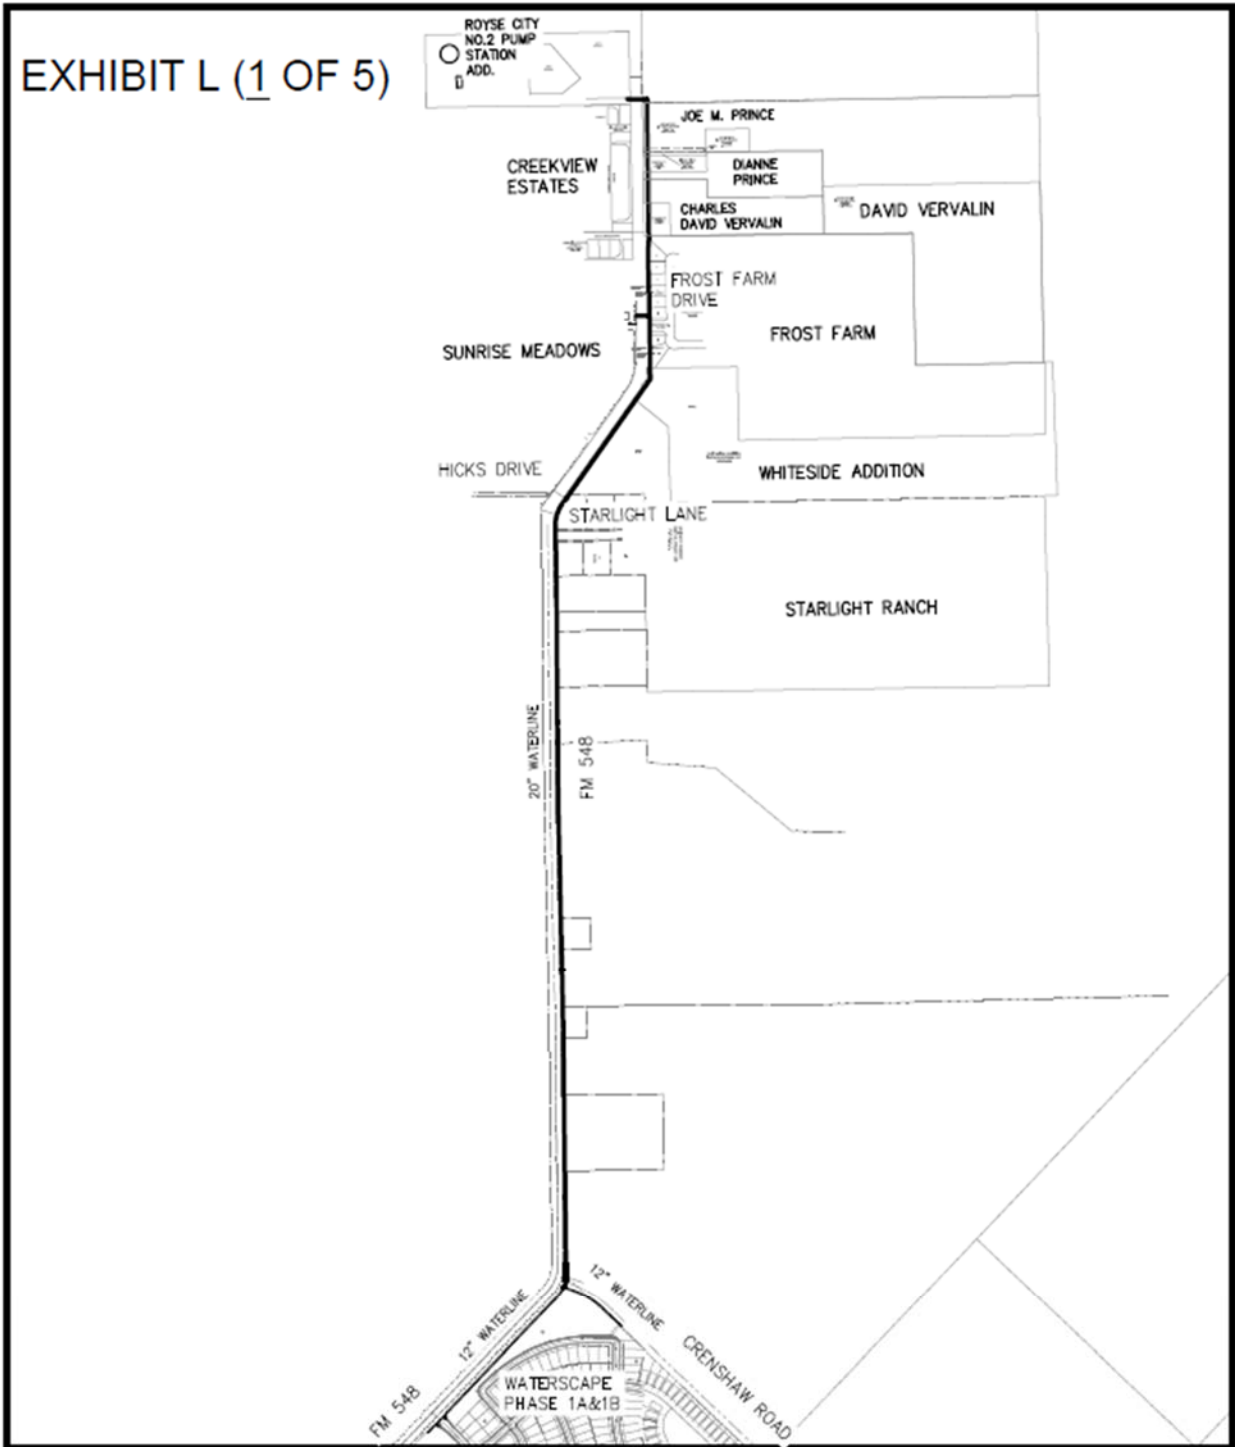 EXHIBIT L (1 OF 5)
ROYSE CITY
NO.2 PUMP
STATION
ADD.
JOE M. PRINCE
CREEKVIEW
ESTATES
DIANNE
PRINCE
CHARLES
DAVID VERVALIN
DAVID VERVALIN
FROST FARM
DRIVE
FROST FARM
SUNRISE MEADOWS
HICKS DRIVE
WHITESIDE ADDITION
STARLIGHT LANE
STARLIGHT RANCH
20" WATERLINE
FM 548
12" WATERLINE
12" WATERLINE
CRENSHAW ROAD
WATERSCAPE
PHASE 1A&1B
FM 548